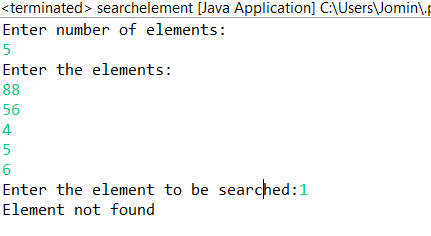 <terminated> searchelement [Java Application] C:\Users\Jomin\.p
Enter number of elements:
5
Enter the elements:
88
56
4
5
6
Enter the element to be searched:1
Element not found